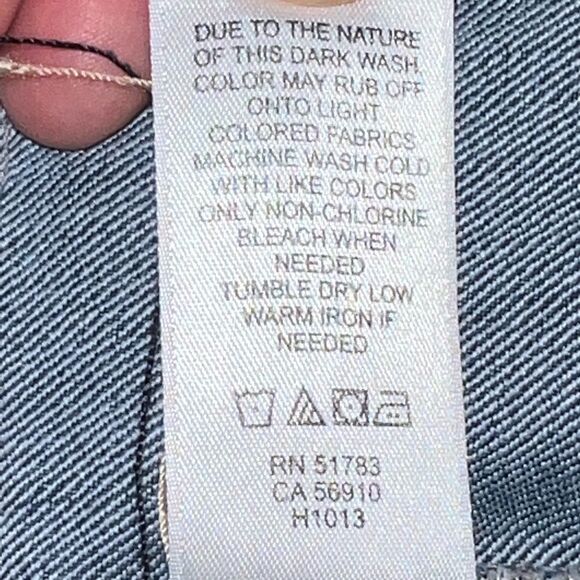 DUE TO THE NATURE
OF THIS DARK WASH
COLOR MAY RUB OFF
ONTO LIGHT
COLORED FABRICS
MACHINE WASH COLD
WITH LIKE COLORS
ONLY NON-CHLORINE
BLEACH WHEN
NEEDED
TUMBLE DRY LOW
WARM IRON IF
NEEDED
RN 51783
CA 56910
H1013